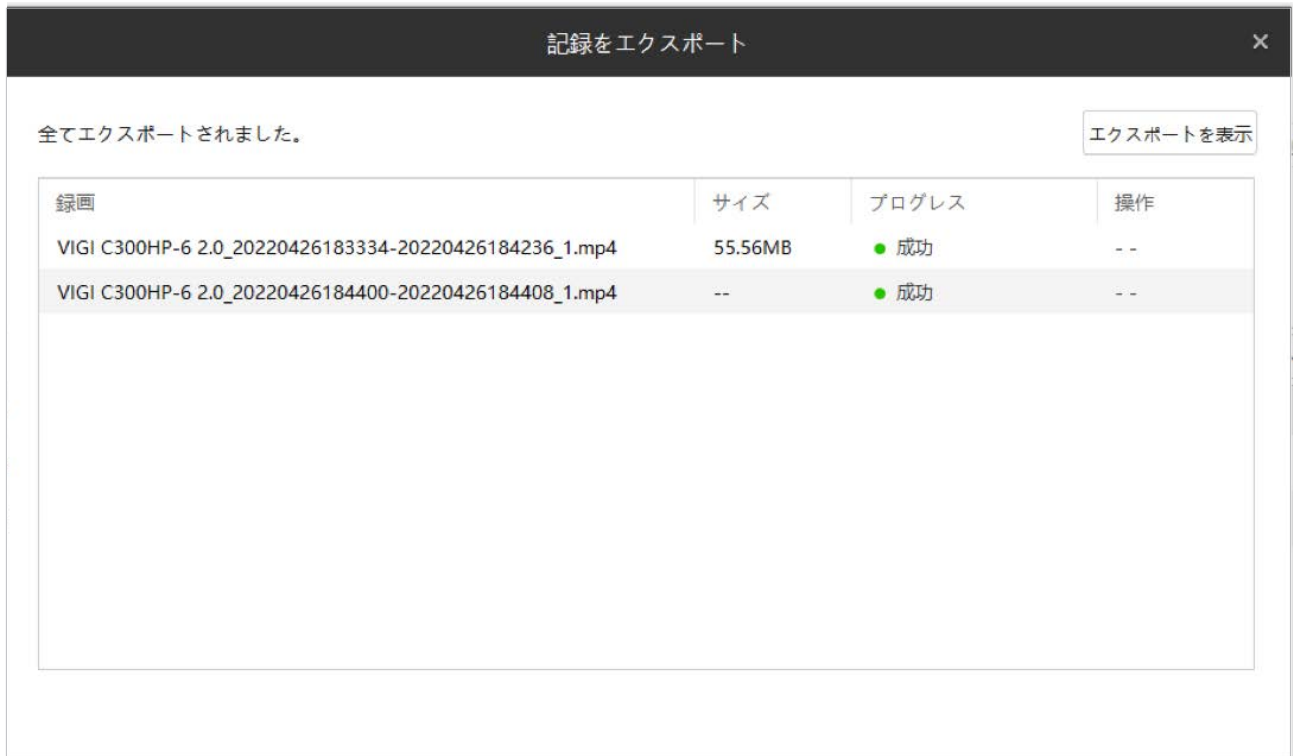 記録をエクスポート ×
全てエクスポートされました。 エクスポートを表示
録画 サイズ プログレス 操作
VIGI C300HP-6 2.0_20220426183334-20220426184236_1.mp4 55.56MB 成功 - -
VIGI C300HP-6 2.0_20220426184400-20220426184408_1.mp4 -- 成功 - -